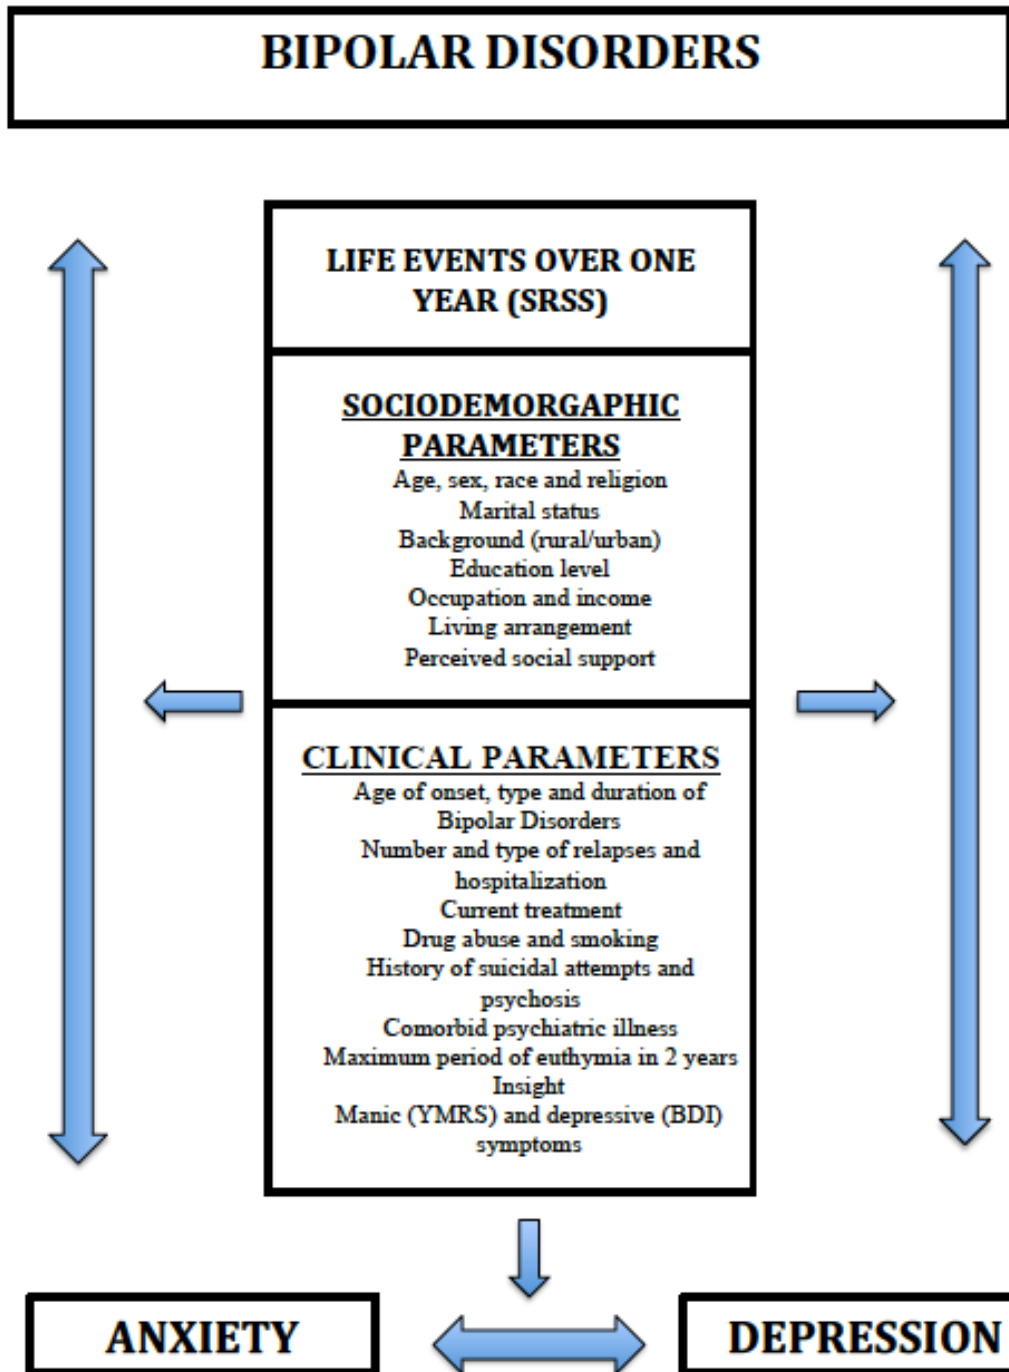 BIPOLAR DISORDERS
LIFE EVENTS OVER ONE
YEAR (SRSS)
SOCIODEMORGAPHIC
PARAMETERS
Age, sex, race and religion
Marital status
Background (rural/urban)
Education level
Occupation and income
Living arrangement
Perceived social support
CLINICAL PARAMETERS
Age of onset, type and duration of
Bipolar Disorders
Number and type of relapses and
hospitalization
Current treatment
Drug abuse and smoking
History of suicidal attempts and
psychosis
Comorbid psychiatric illness
Maximum period of euthymia in 2 years
Insight
Manic (YMRS) and depressive (BDI)
symptoms
ANXIETY
DEPRESSION